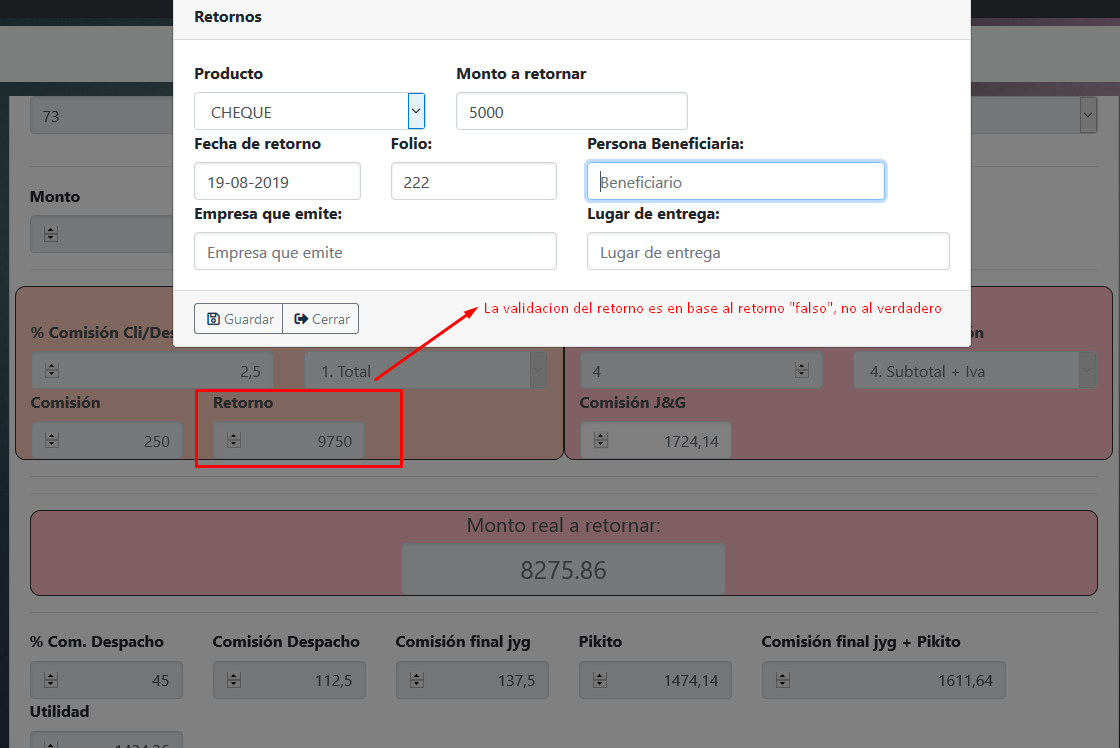 Retornos
Producto Monto a retornar
CHEQUE 5000
73
Fecha de retorno Folio: Persona Beneficiaria:
19-08-2019 222 Beneficiario
Monto Empresa que emite: Lugar de entrega:
Empresa que emite Lugar de entrega
Guardar Cerrar
La validacion del retorno es en base al retorno "falso", no al verdadero
% Comisión Cli/Des
2,5 1. Total 4 4. Subtotal + Iva
Comisión Retorno Comisión J&G
250 9750 1724,14
Monto real a retornar:
8275.86
% Com. Despacho Comisión Despacho Comisión final jyg Pikito Comisión final jyg + Pikito
45 112,5 137,5 1474,14 1611,64
Utilidad